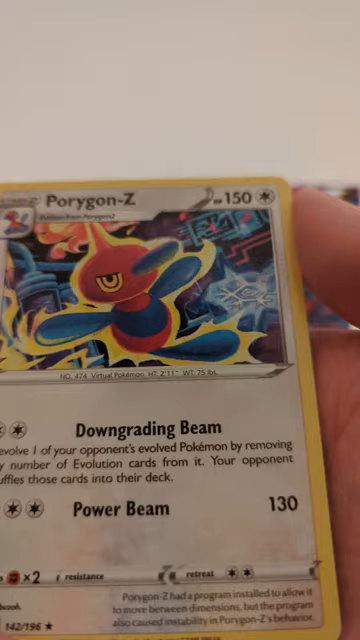 Porygon-Z HP 150
Evolves from Porygon2
NO. 474 Virtual Pokémon. HT: 2'11" WT: 75 lbs.
Downgrading Beam
evolve 1 of your opponent's evolved Pokémon by removing
y number of Evolution cards from it. Your opponent
uffles those cards into their deck.
Power Beam 130
×2 resistance retreat
Porygon-Z had a program installed to allow it
to move between dimensions, but the program
also caused instability in Porygon-Z's behavior.
142/196 ★